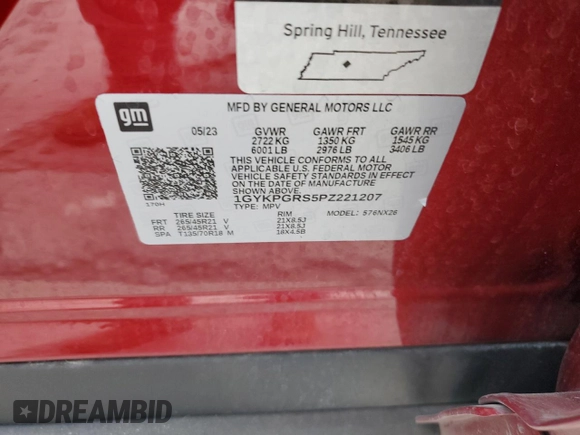 Spring Hill, Tennessee
gm
MFD BY GENERAL MOTORS LLC
05/23 GVWR GAWR FRT GAWR RR
2722 KG 1350 KG 1545 KG
6001 LB 2976 LB 3406 LB
THIS VEHICLE CONFORMS TO ALL
APPLICABLE U.S. FEDERAL MOTOR
VEHICLE SAFETY STANDARDS IN EFFECT
ON THE DATE OF MANUFACTURE
SHOWN ABOVE.
1GYKPGRS5PZ221207
TYPE: MPV MODEL: S76NX26
TIRE SIZE RIM
FRT 265/45R21 V 21X8.5J
RR 265/45R21 V 21X8.5J
SPA T135/70R18 M 18X4.5B
DREAMBID